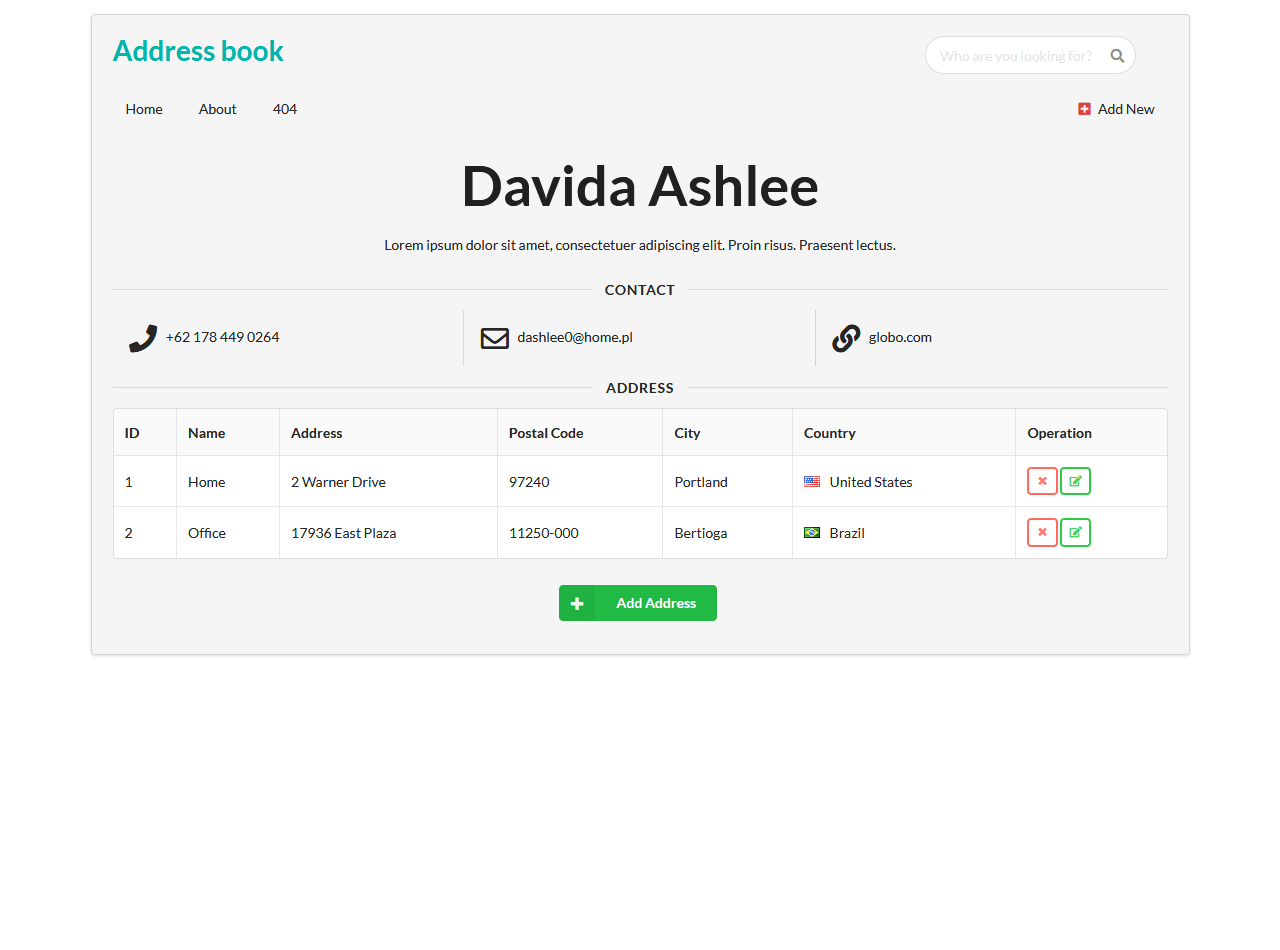 Address book
Who are you looking for?
Home About 404 Add New
Davida Ashlee
Lorem ipsum dolor sit amet, consectetuer adipiscing elit. Proin risus. Praesent lectus.
CONTACT
+62 178 449 0264 dashlee0@home.pl globo.com
ADDRESS
ID Name Address Postal Code City Country Operation
1 Home 2 Warner Drive 97240 Portland United States
2 Office 17936 East Plaza 11250-000 Bertioga Brazil
Add Address